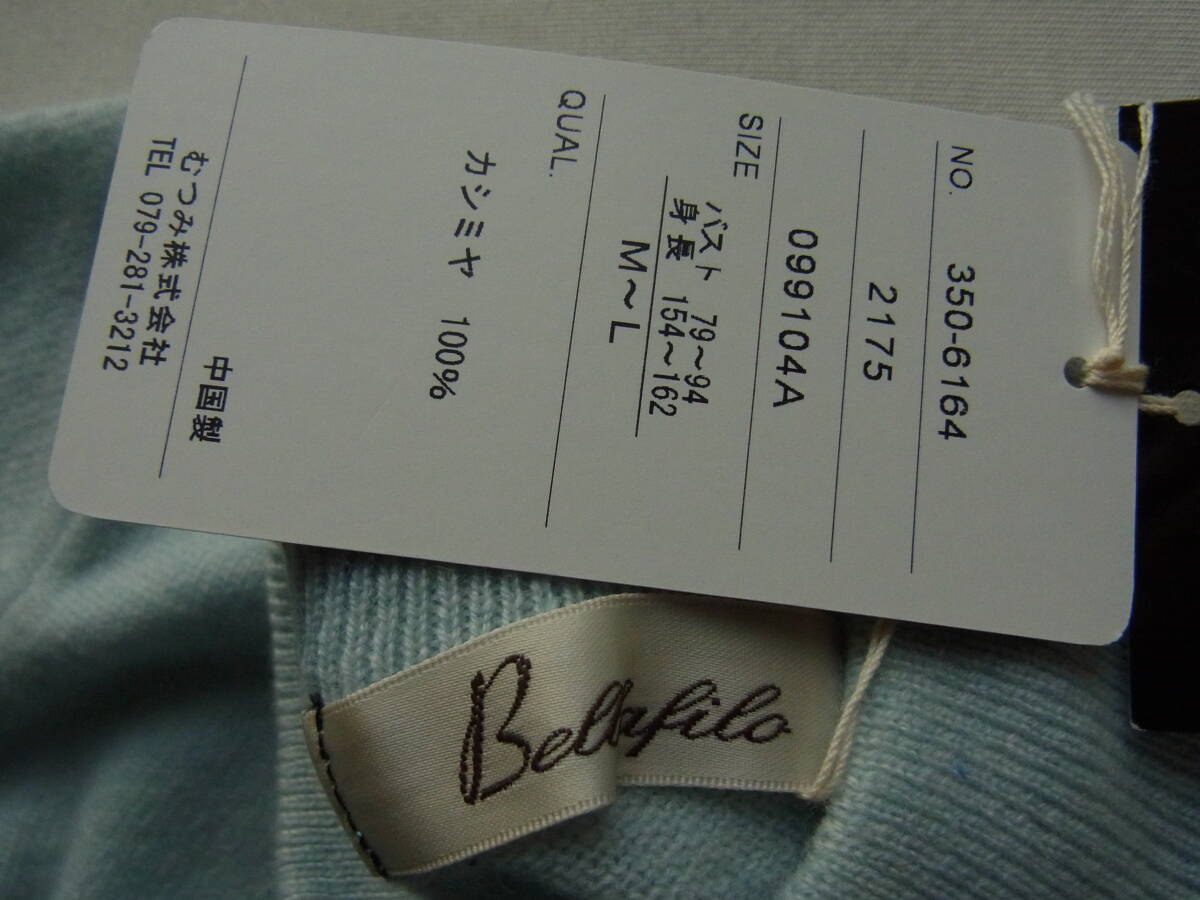 NO. 350-6164
2175
099104A
SIZE
バスト 79～94
身長 154～162
M～L
QUAL.
カシミヤ 100%
中国製
むつみ株式会社
TEL 079-281-3212
Bellafilo